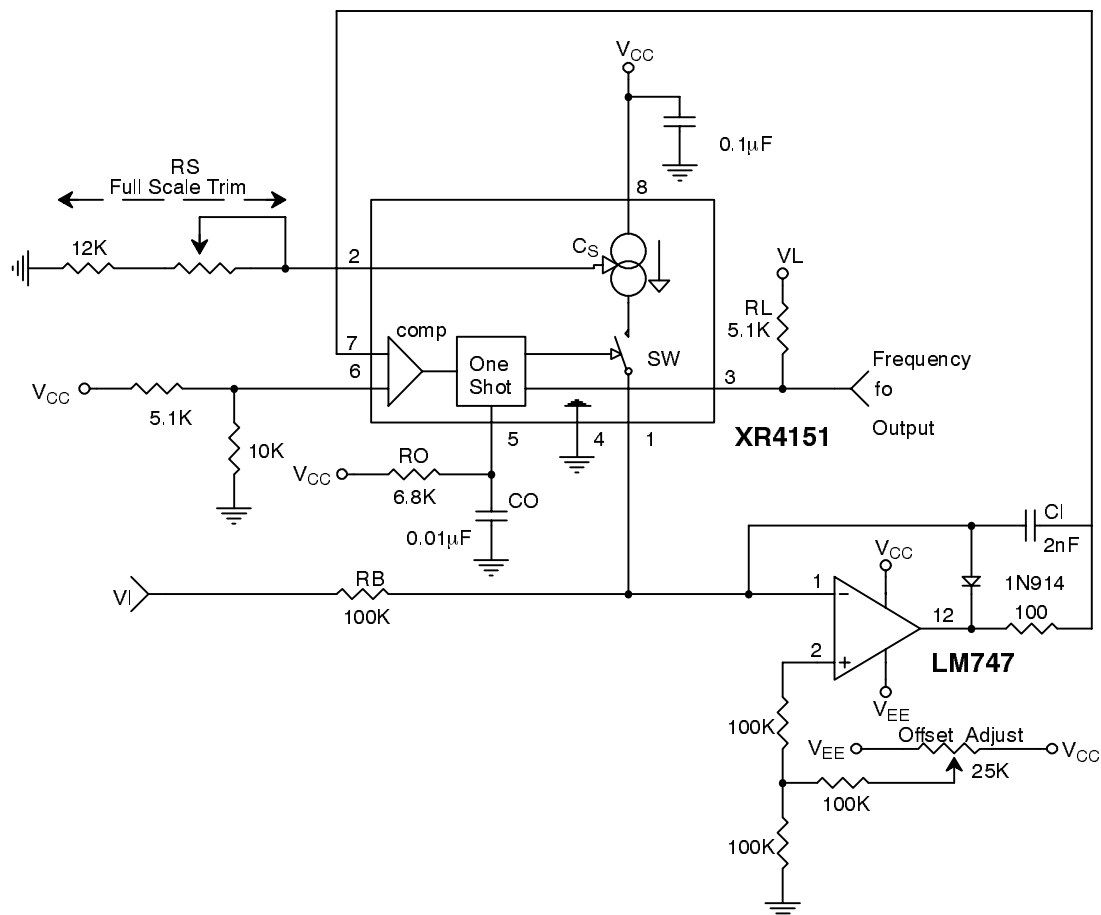 VCC
0.1µF
8
RS
Full Scale Trim
12K
2
CS
VL
RL
5.1K
comp
7
6
One
Shot
SW
3
Frequency
fo
Output
VCC
5.1K
10K
5
4
1
XR4151
VCC
RO
6.8K
CO
0.01µF
CI
2nF
VCC
VI
RB
100K
1
−
12
1N914
100
2
+
LM747
VEE
100K
Offset Adjust
VEE
VCC
25K
100K
100K